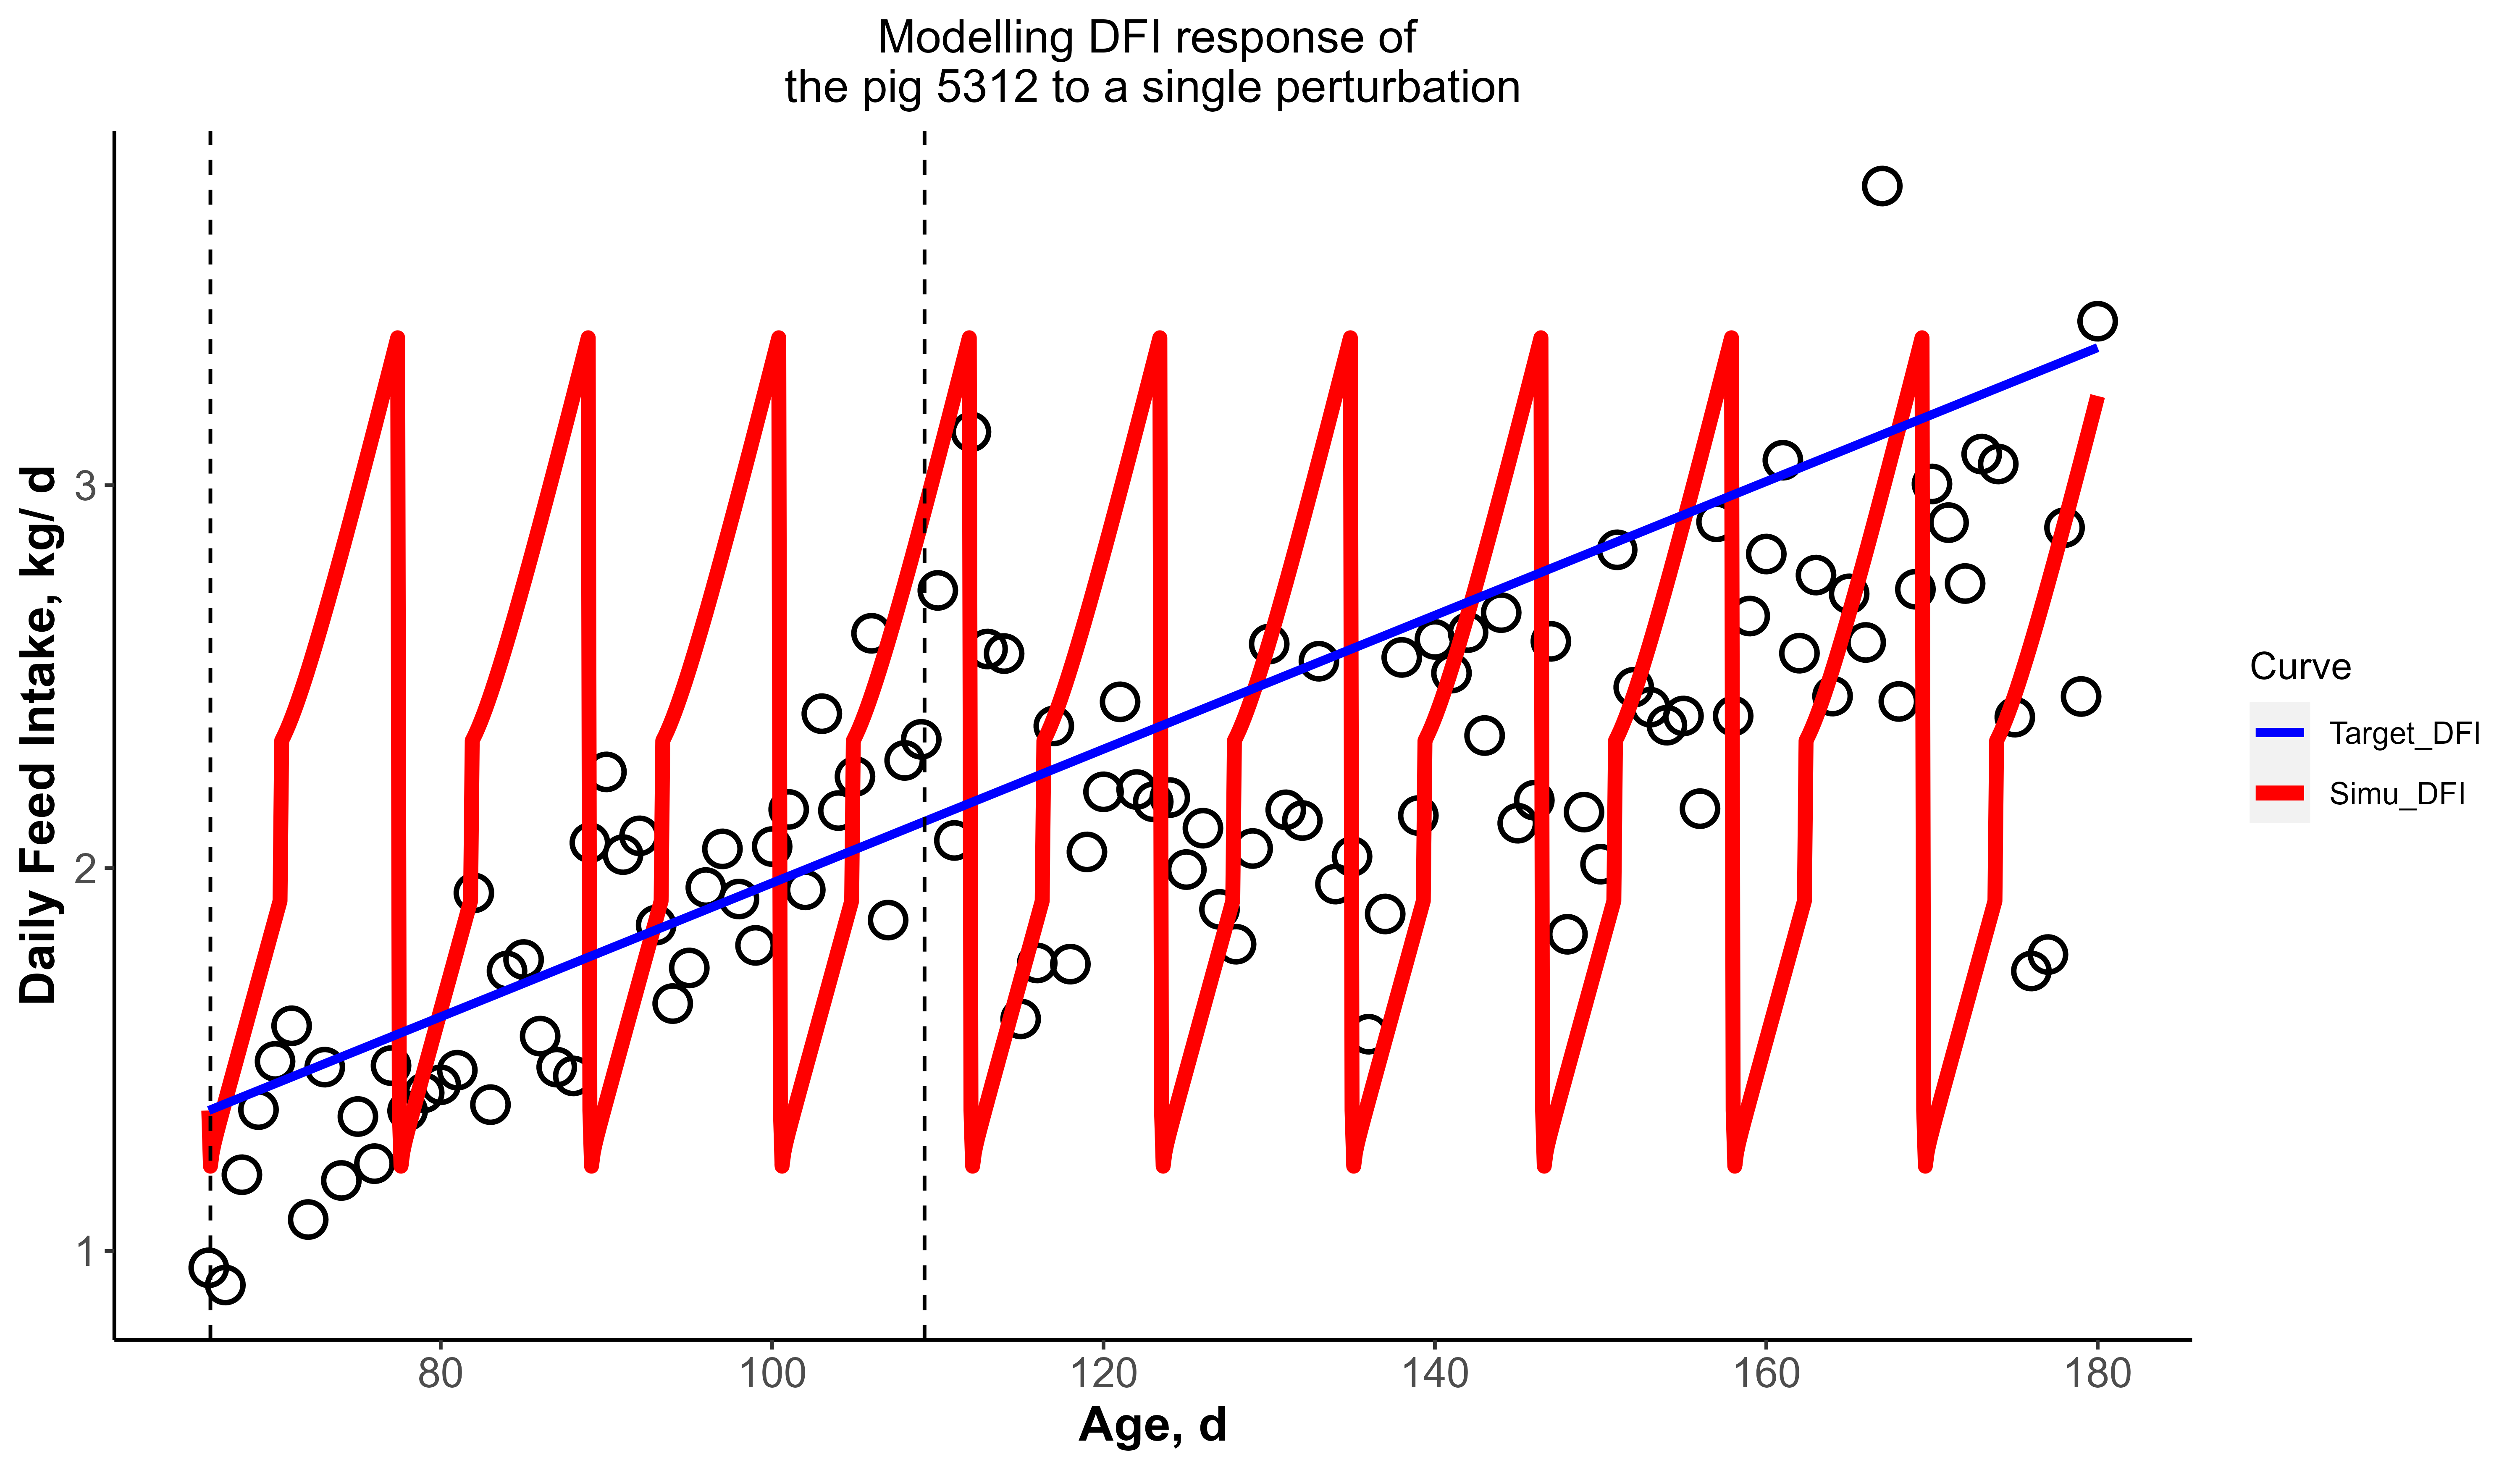 Modelling DFI response of
the pig 5312 to a single perturbation
Daily Feed Intake, kg/ d
3
2
1
80
100
120
140
160
180
Age, d
Curve
Target_DFI
Simu_DFI